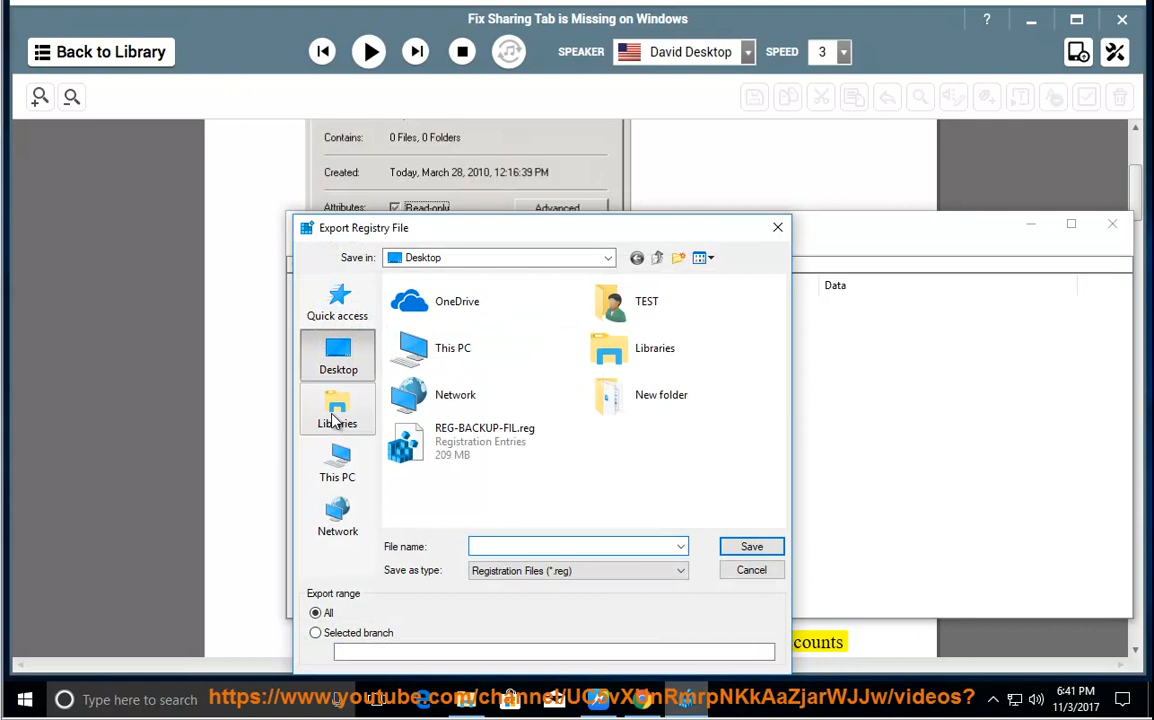 Fix Sharing Tab is Missing on Windows
?
Back to Library
SPEAKER
David Desktop
SPEED
3
Contains:
0 Files, 0 Folders
Created:
Today, March 28, 2010, 12:16:39 PM
Attributes:
Read-only
Advanced
Export Registry File
Save in:
Desktop
Data
Quick access
Desktop
Libraries
This PC
Network
OneDrive
TEST
This PC
Libraries
Network
New folder
REG-BACKUP-FIL.reg
Registration Entries
209 MB
File name:
Save
Save as type:
Registration Files (*.reg)
Cancel
Export range
All
Selected branch
counts
Type here to search
6:41 PM
11/3/2017